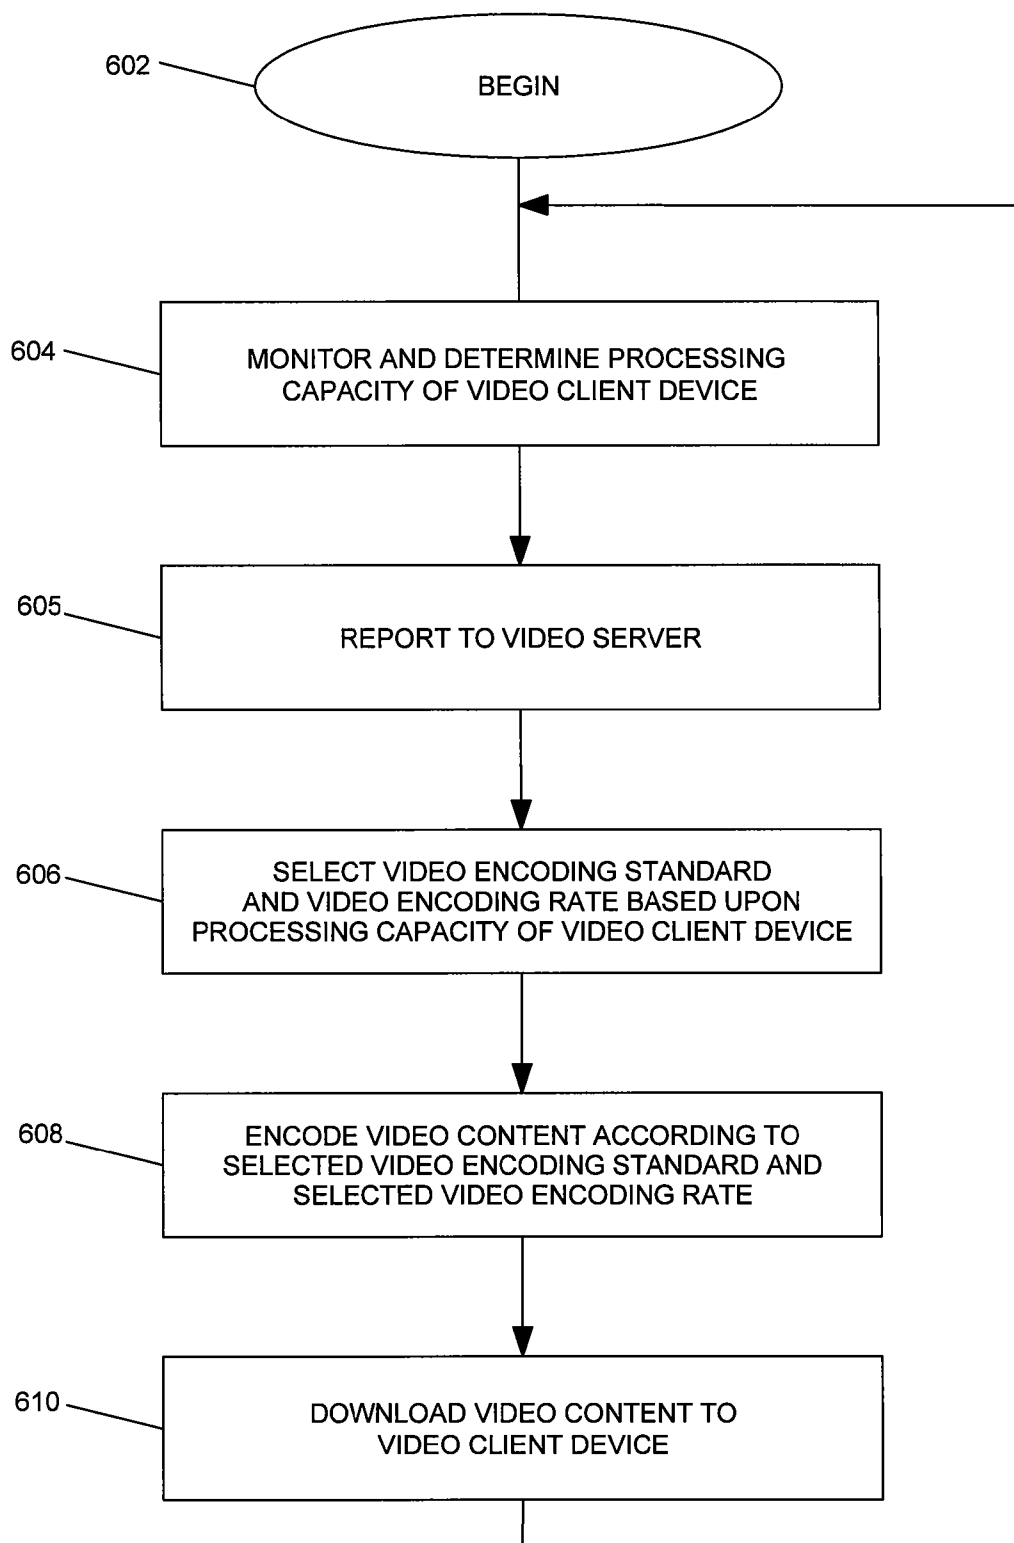 602
BEGIN
604
MONITOR AND DETERMINE PROCESSING
CAPACITY OF VIDEO CLIENT DEVICE
605
REPORT TO VIDEO SERVER
606
SELECT VIDEO ENCODING STANDARD
AND VIDEO ENCODING RATE BASED UPON
PROCESSING CAPACITY OF VIDEO CLIENT DEVICE
608
ENCODE VIDEO CONTENT ACCORDING TO
SELECTED VIDEO ENCODING STANDARD AND
SELECTED VIDEO ENCODING RATE
610
DOWNLOAD VIDEO CONTENT TO
VIDEO CLIENT DEVICE